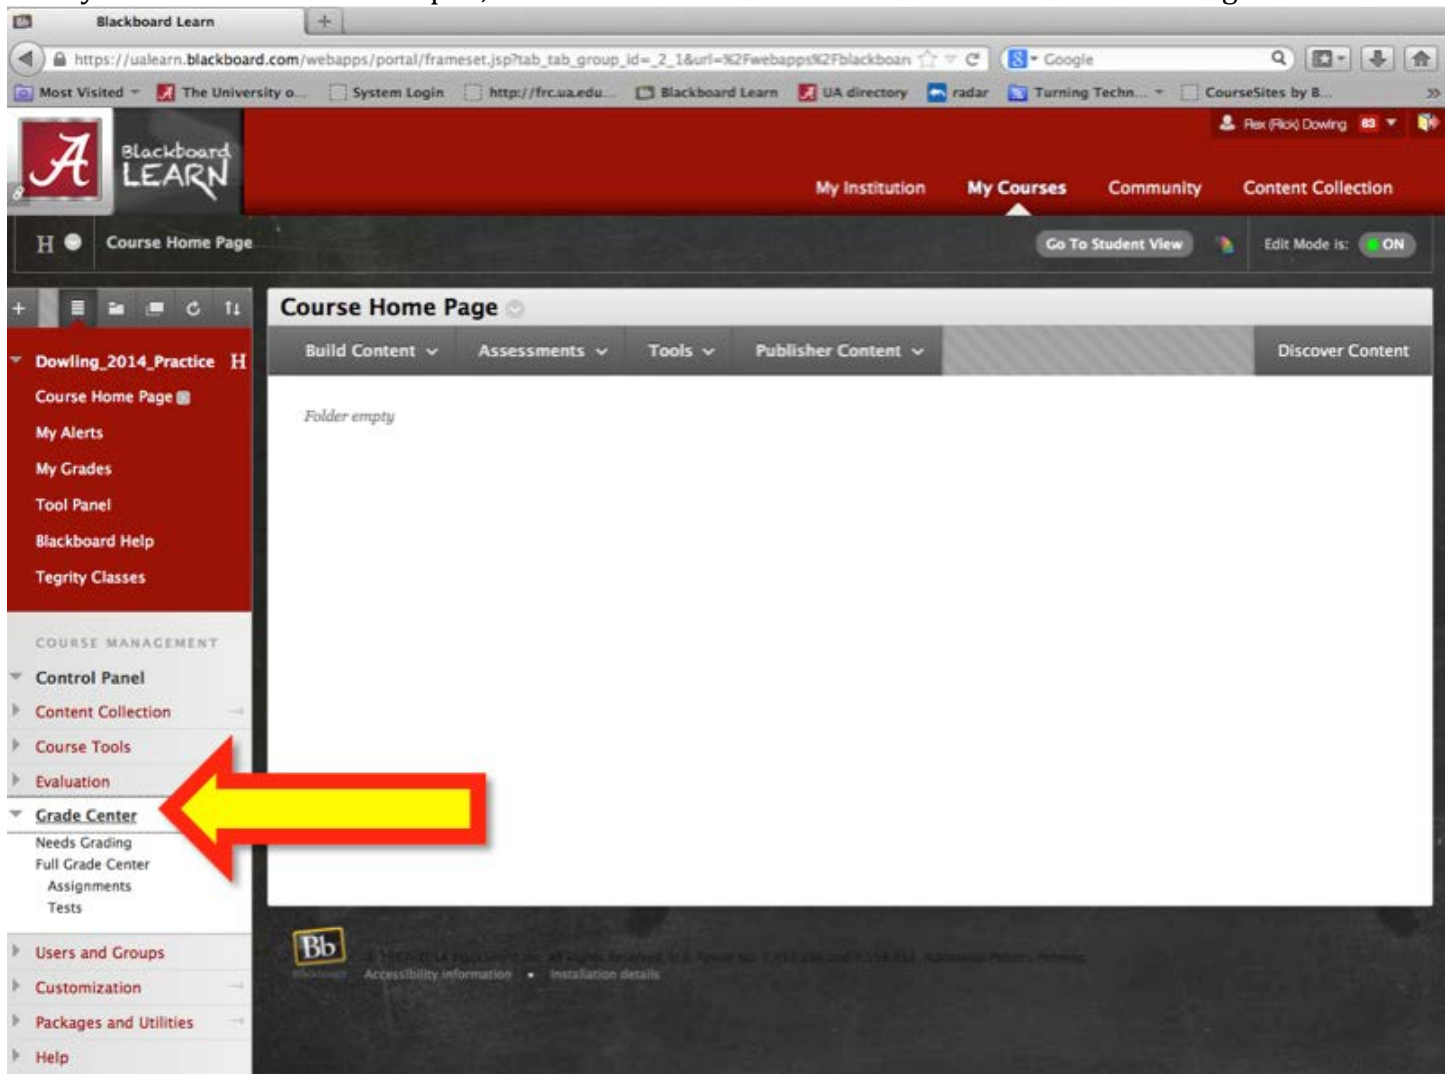 Blackboard Learn
https://ualearn.blackboard.com/webapps/portal/frameset.jsp?tab_tab_group_id=_2_1&url=%2Fwebapps%2Fblackboar
Google
Most Visited
The University o...
System Login
http://frc.ua.edu...
Blackboard Learn
UA directory
radar
Turning Techn...
CourseSites by B...
Rex (Rick) Dowling 63
A
Blackboard
LEARN
My Institution
My Courses
Community
Content Collection
H
Course Home Page
Go To Student View
Edit Mode is: ON
Course Home Page
Build Content
Assessments
Tools
Publisher Content
Discover Content
Folder empty
Dowling_2014_Practice H
Course Home Page
My Alerts
My Grades
Tool Panel
Blackboard Help
Tegrity Classes
COURSE MANAGEMENT
Control Panel
Content Collection
Course Tools
Evaluation
Grade Center
Needs Grading
Full Grade Center
Assignments
Tests
Users and Groups
Customization
Packages and Utilities
Help
Bb
Accessibility information • Installation details